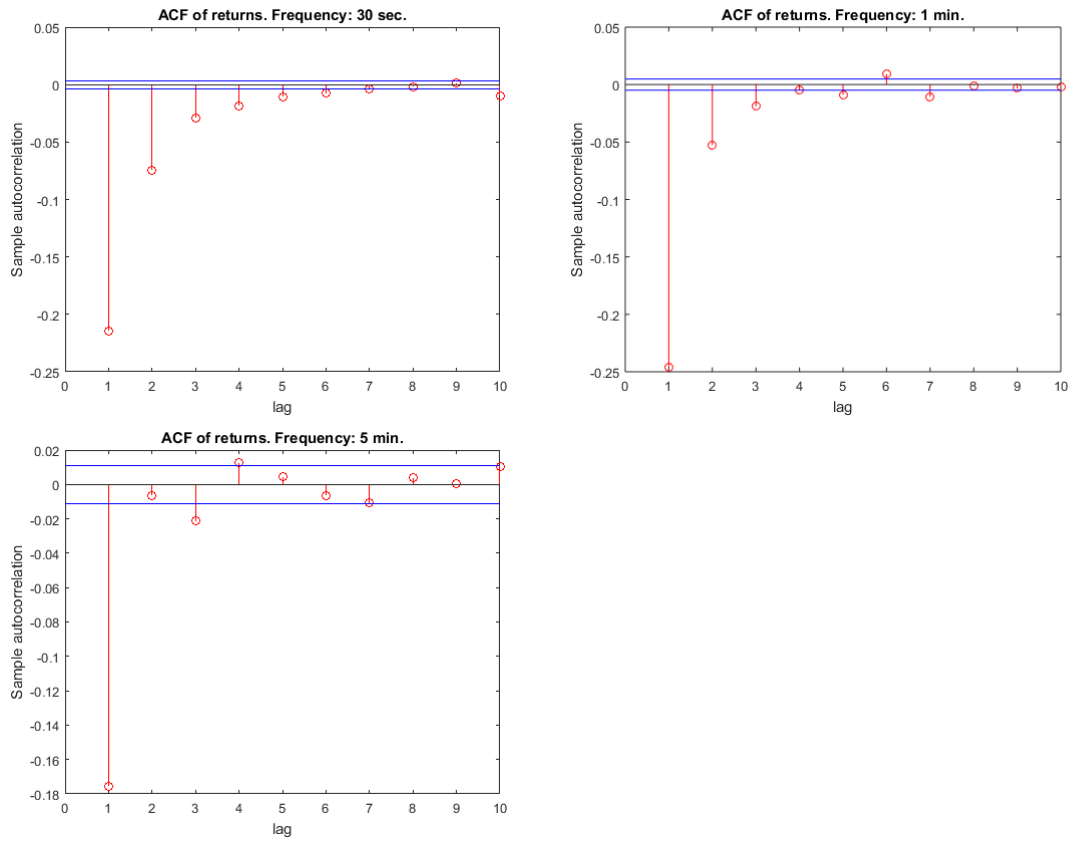 ACF of returns. Frequency: 30 sec.
0.05
0
-0.05
-0.1
-0.15
-0.2
-0.25
Sample autocorrelation
0 1 2 3 4 5 6 7 8 9 10
lag
ACF of returns. Frequency: 1 min.
0.05
0
-0.05
-0.1
-0.15
-0.2
-0.25
Sample autocorrelation
0 1 2 3 4 5 6 7 8 9 10
lag
ACF of returns. Frequency: 5 min.
0.02
0
-0.02
-0.04
-0.06
-0.08
-0.1
-0.12
-0.14
-0.16
-0.18
Sample autocorrelation
0 1 2 3 4 5 6 7 8 9 10
lag